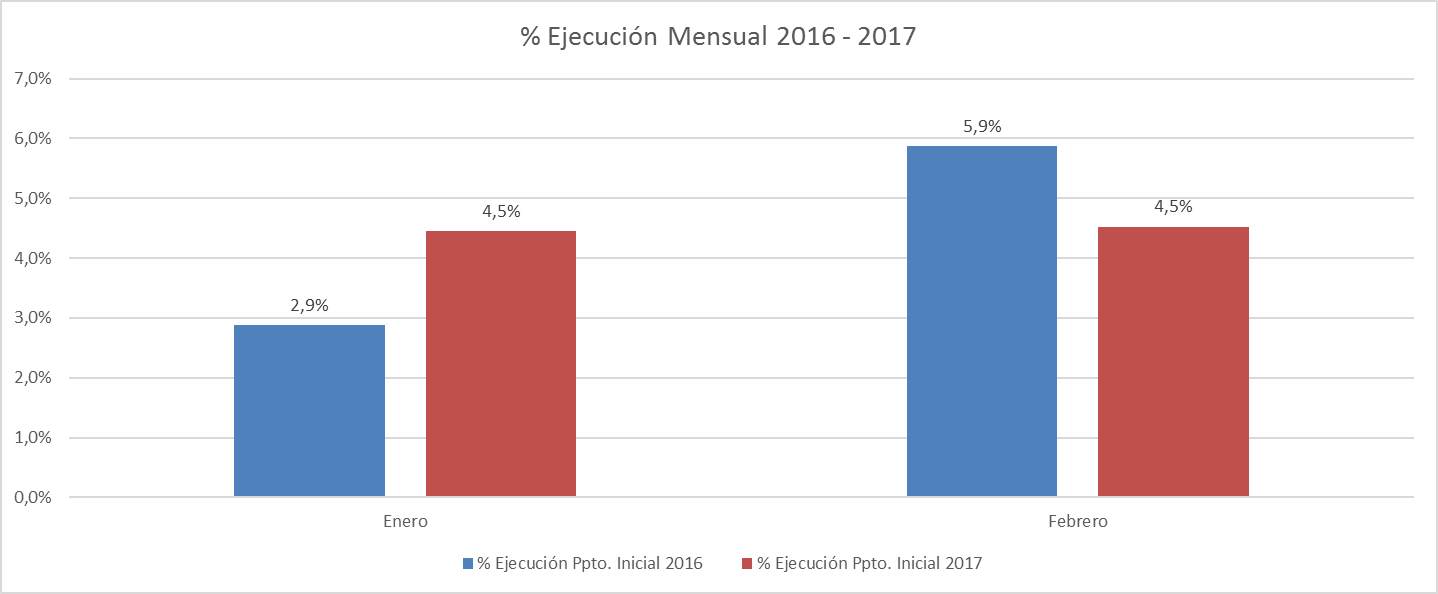 % Ejecución Mensual 2016 - 2017
7,0%
6,0%
5,0%
4,0%
3,0%
2,0%
1,0%
0,0%
2,9%
4,5%
5,9%
4,5%
Enero
Febrero
% Ejecución Ppto. Inicial 2016
% Ejecución Ppto. Inicial 2017